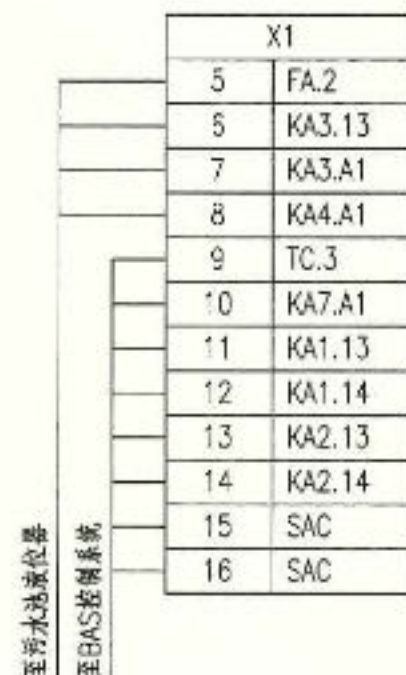 X1
5 FA.2
6 KA3.13
7 KA3.A1
8 KA4.A1
9 TC.3
10 KA7.A1
11 KA1.13
12 KA1.14
13 KA2.13
14 KA2.14
15 SAC
16 SAC
至污水池液位器
至BAS控制系统